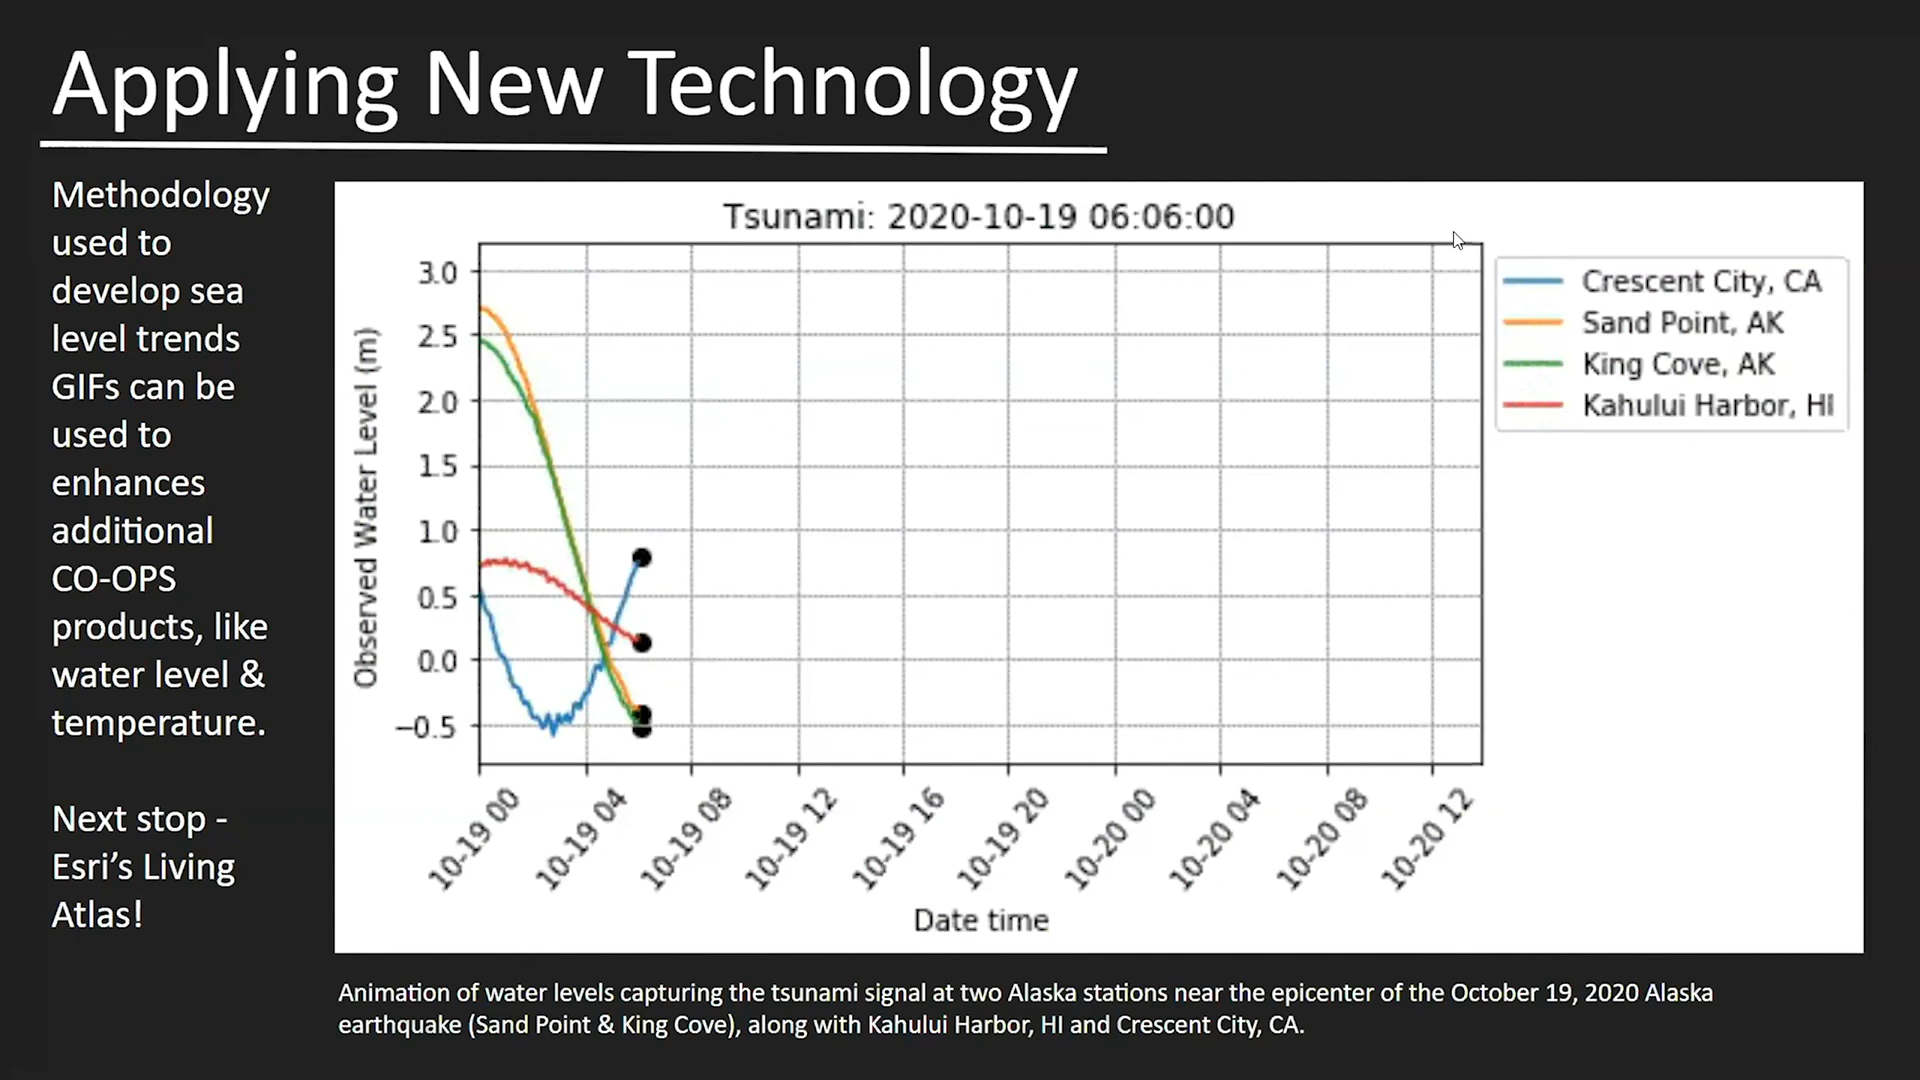 Applying New Technology
Methodology
used to
develop sea
level trends
GIFs can be
used to
enhances
additional
CO-OPS
products, like
water level &
temperature.
Next stop -
Esri's Living
Atlas!
Tsunami: 2020-10-19 06:06:00
Observed Water Level (m)
3.0
2.5
2.0
1.5
1.0
0.5
0.0
−0.5
10-19 00
10-19 04
10-19 08
10-19 12
10-19 16
10-19 20
10-20 00
10-20 04
10-20 08
10-20 12
Date time
Crescent City, CA
Sand Point, AK
King Cove, AK
Kahului Harbor, HI
Animation of water levels capturing the tsunami signal at two Alaska stations near the epicenter of the October 19, 2020 Alaska
earthquake (Sand Point & King Cove), along with Kahului Harbor, HI and Crescent City, CA.